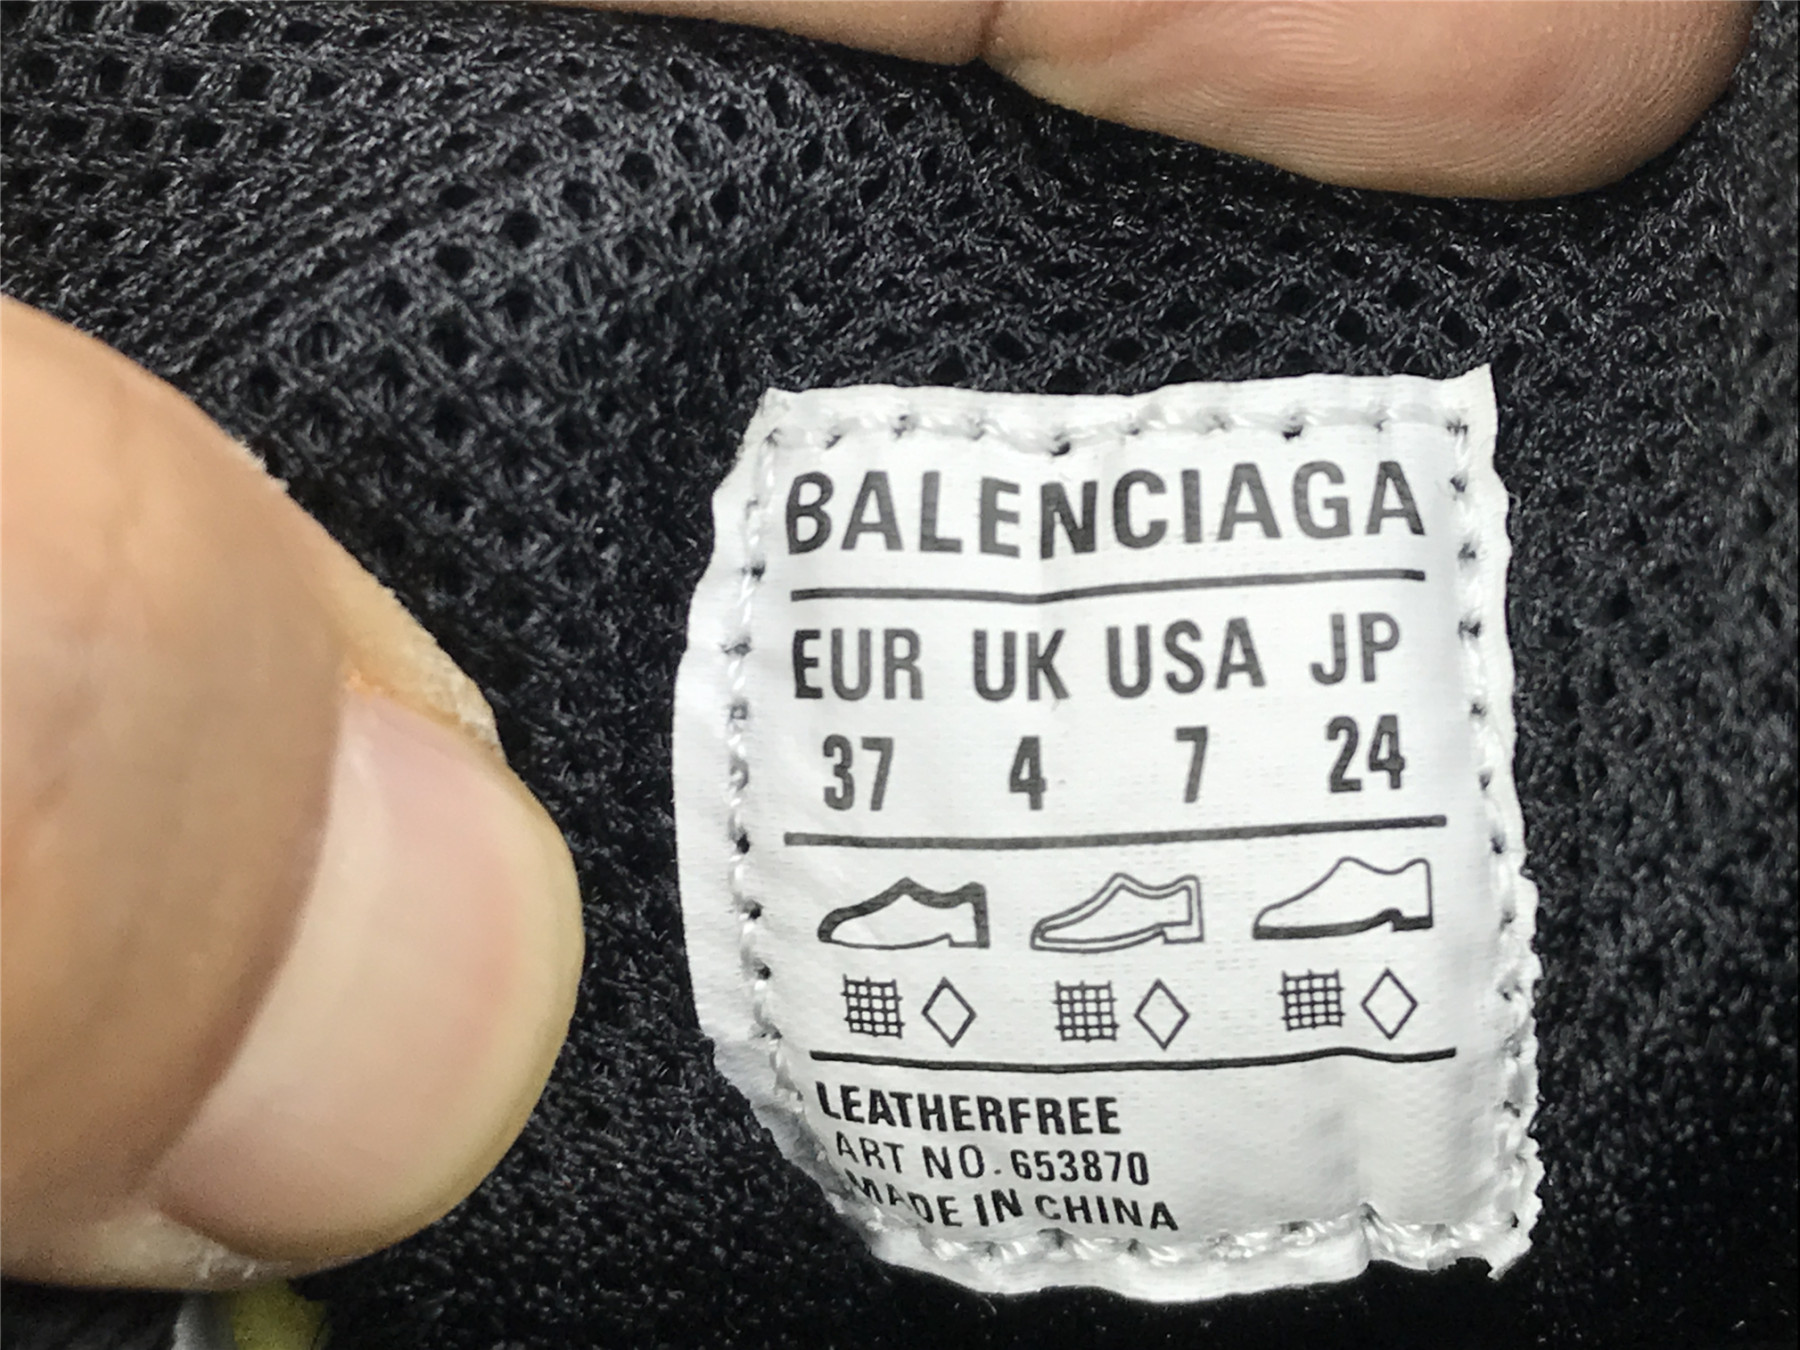 BALENCIAGA
EUR UK USA JP
37 4 7 24
LEATHERFREE
ART NO. 653870
MADE IN CHINA